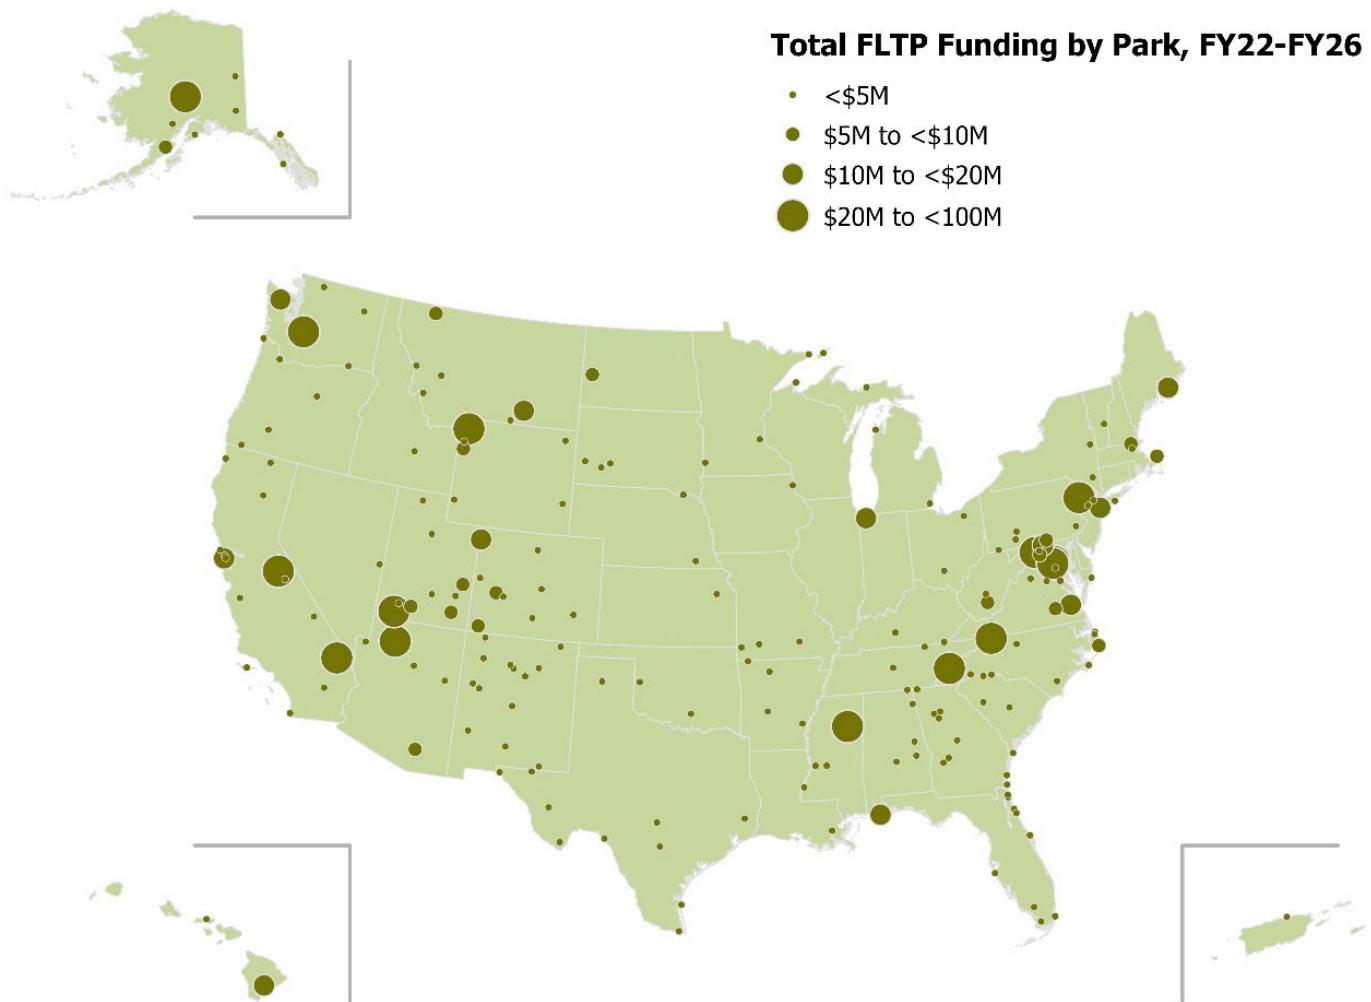 Total FLTP Funding by Park, FY22-FY26
<$5M
$5M to <$10M
$10M to <$20M
$20M to <100M